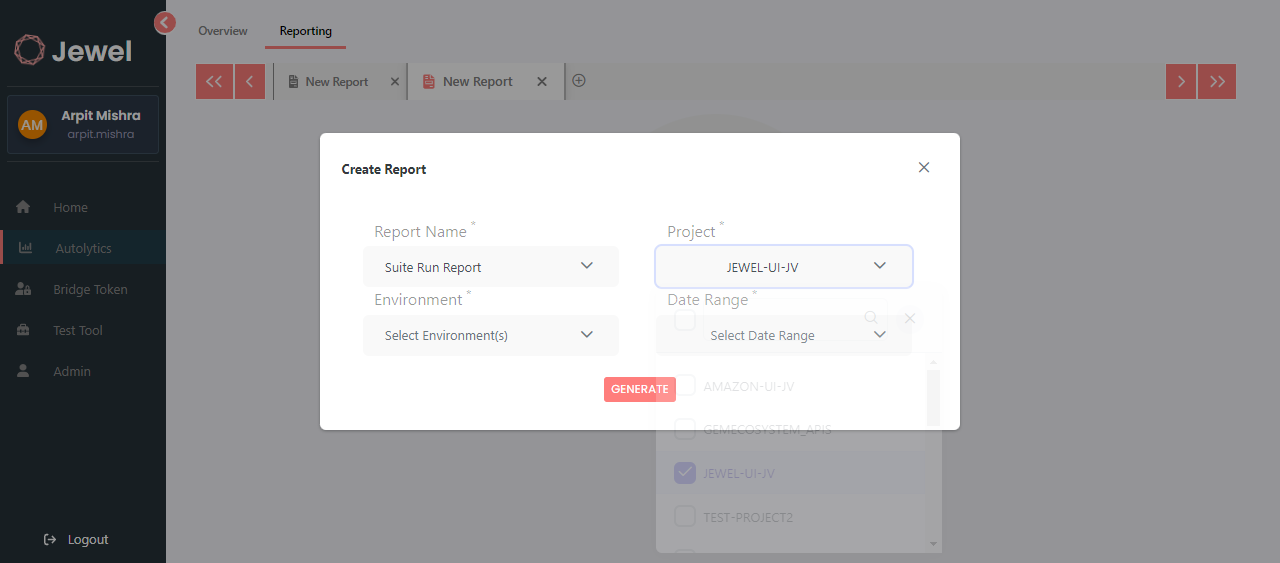 Jewel
AM
Arpit Mishra
arpit.mishra
Home
Autolytics
Bridge Token
Test Tool
Admin
Logout
Overview
Reporting
New Report
New Report
Create Report
Report Name *
Project *
Suite Run Report
JEWEL-UI-JV
Environment *
Date Range *
Select Environment(s)
Select Date Range
GENERATE
AMAZON-UI-JV
GEMECOSYSTEM_APIS
JEWEL-UI-JV
TEST-PROJECT2